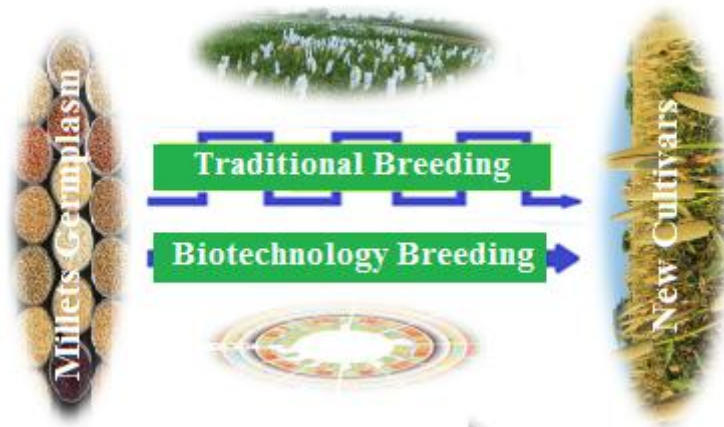 Millets Germplasm
Traditional Breeding
Biotechnology Breeding
New Cultivars